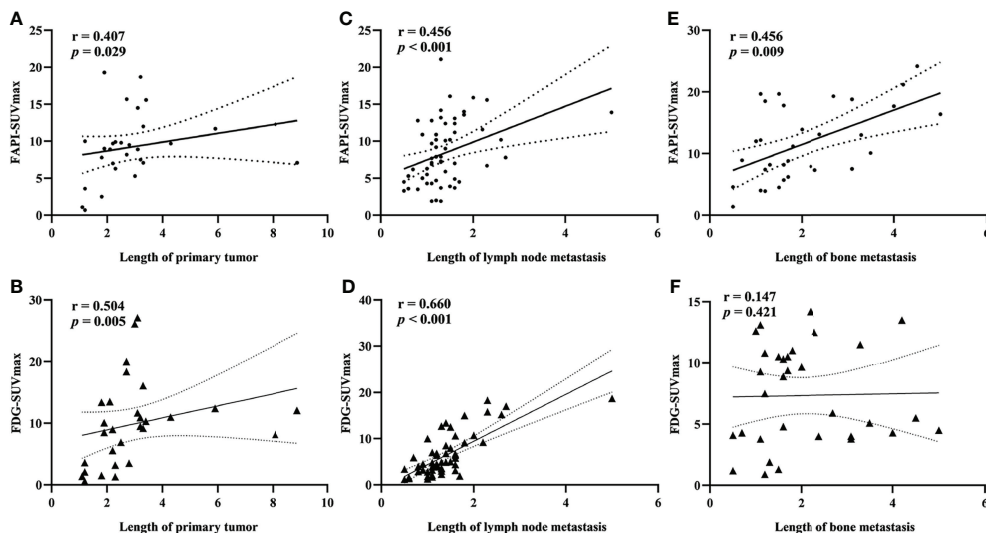 A
r = 0.407
p = 0.029
FAPI-SUVmax
25
20
15
10
5
0
0 2 4 6 8 10
Length of primary tumor
C
r = 0.456
p < 0.001
FAPI-SUVmax
25
20
15
10
5
0
0 2 4 6
Length of lymph node metastasis
E
r = 0.456
p = 0.009
FAPI-SUVmax
30
20
10
0
0 2 4 6
Length of bone metastasis
B
r = 0.504
p = 0.005
FDG-SUVmax
30
20
10
0
0 2 4 6 8 10
Length of primary tumor
D
r = 0.660
p < 0.001
FDG-SUVmax
40
30
20
10
0
0 2 4 6
Length of lymph node metastasis
F
r = 0.147
p = 0.421
FDG-SUVmax
15
10
5
0
0 2 4 6
Length of bone metastasis